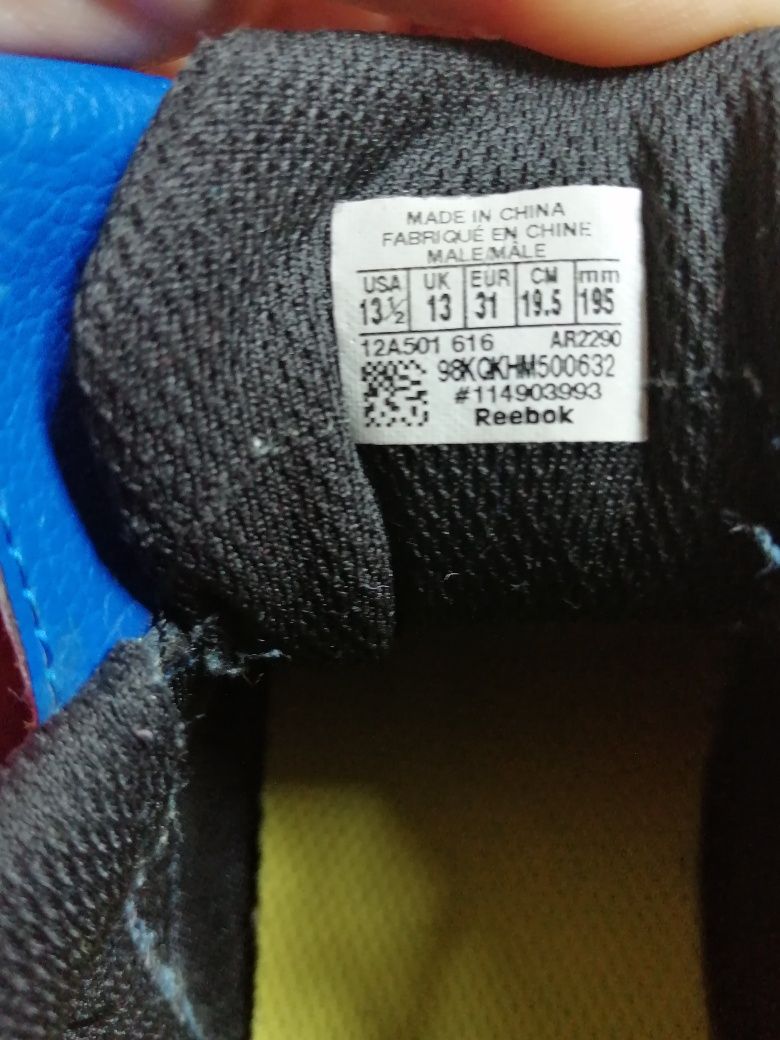 MADE IN CHINA
FABRIQUÉ EN CHINE
MALE/MÂLE
USA UK EUR CM mm
13½ 13 31 19.5 195
12A501 616 AR2290
98KQKHM500632
#114903993
Reebok